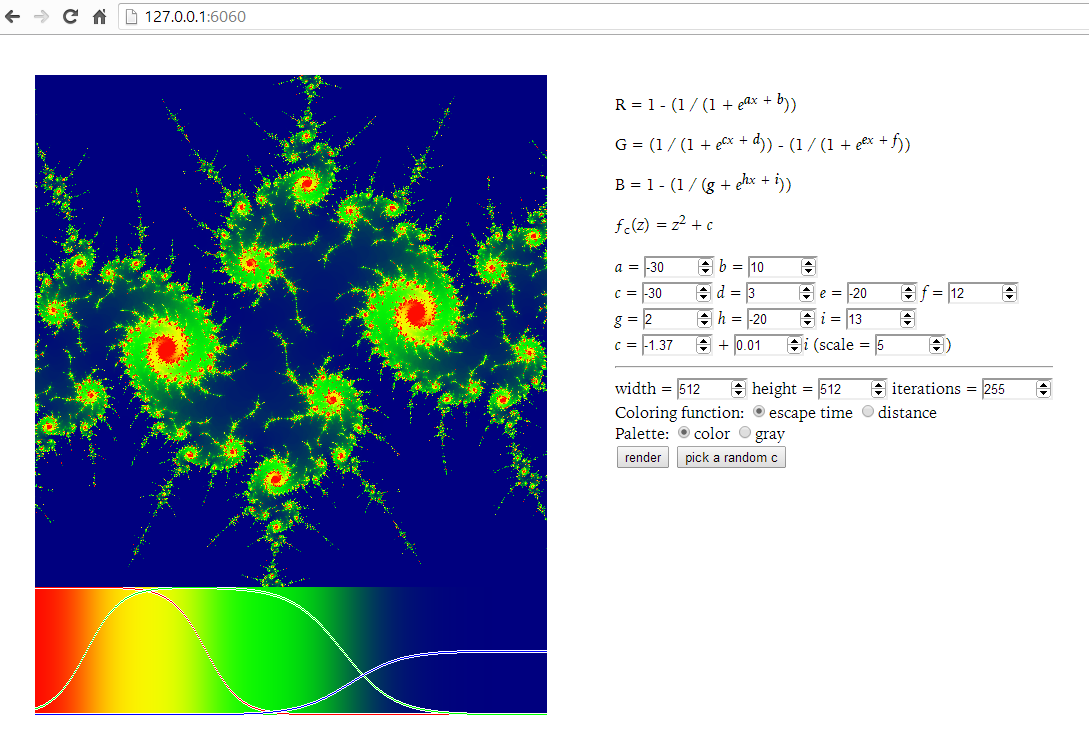 127.0.0.1:6060
R = 1 - (1 / (1 + e^ax + b))
G = (1 / (1 + e^cx + d)) - (1 / (1 + e^ex + f))
B = 1 - (1 / (g + e^hx + i))
f_c(z) = z² + c
a = -30 b = 10
c = -30 d = 3 e = -20 f = 12
g = 2 h = -20 i = 13
c = -1.37 + 0.01 i (scale = 5)
width = 512 height = 512 iterations = 255
Coloring function: escape time distance
Palette: color gray
render pick a random c